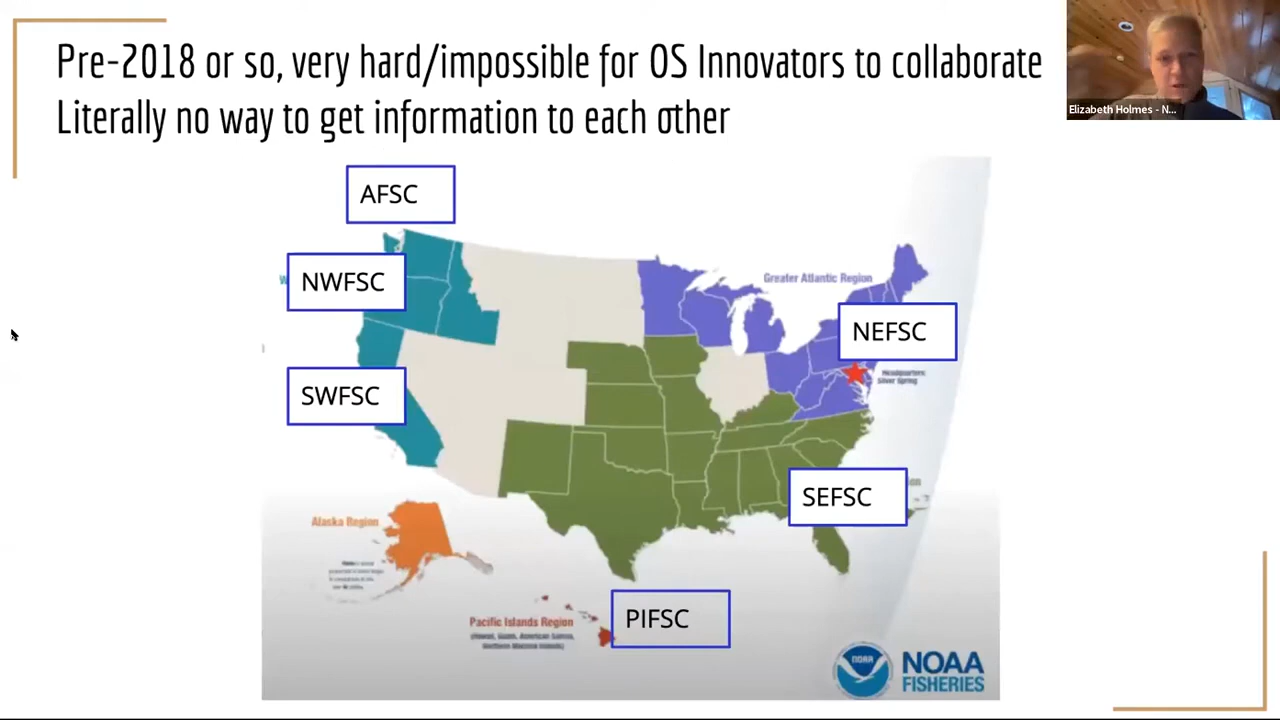 Pre-2018 or so, very hard/impossible for OS Innovators to collaborate
Literally no way to get information to each other
Elizabeth Holmes - N...
AFSC
NWFSC
W
Greater Atlantic Region
NEFSC
Headquarters
Silver Spring
SWFSC
SEFSC
on
Alaska Region
Pacific Islands Region
(Hawaii, Guam, American Samoa,
Northern Mariana Islands)
PIFSC
NOAA
NOAA
FISHERIES